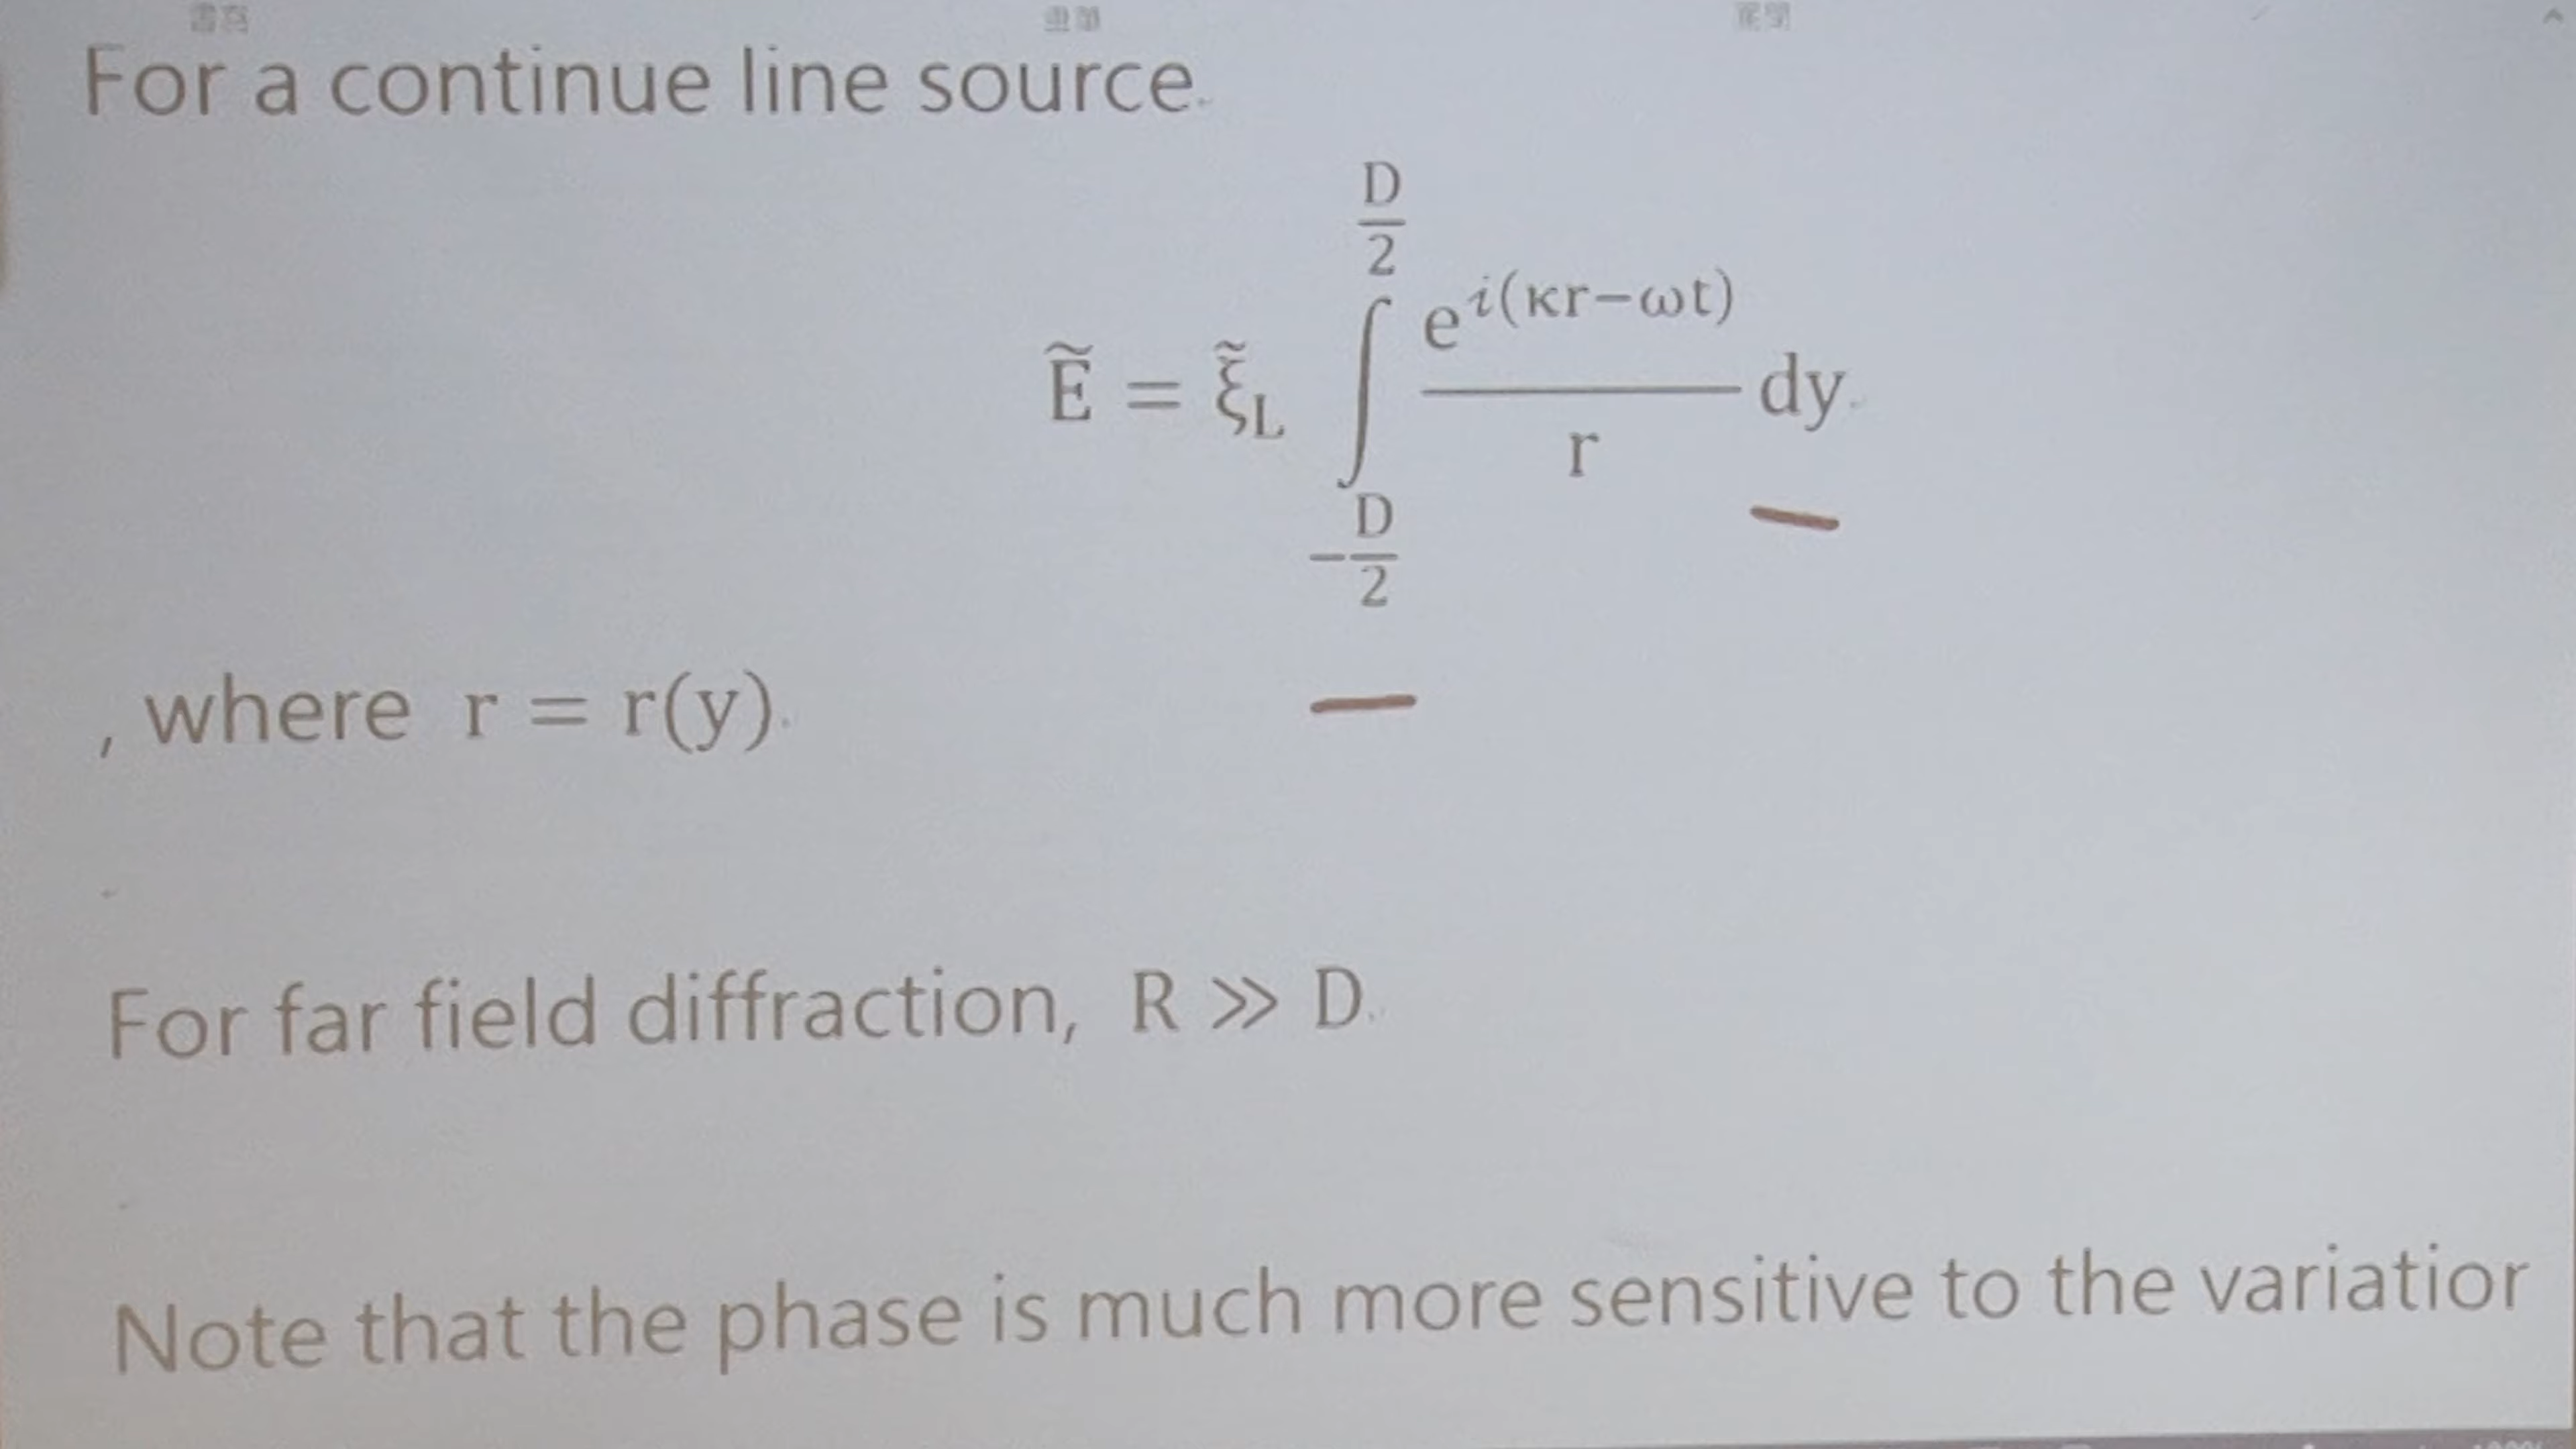 For a continue line source
Ẽ = ξ̃_L ∫_{-D/2}^{D/2} e^{i(κr−ωt)}/r dy
, where r = r(y)
For far field diffraction, R ≫ D
Note that the phase is much more sensitive to the